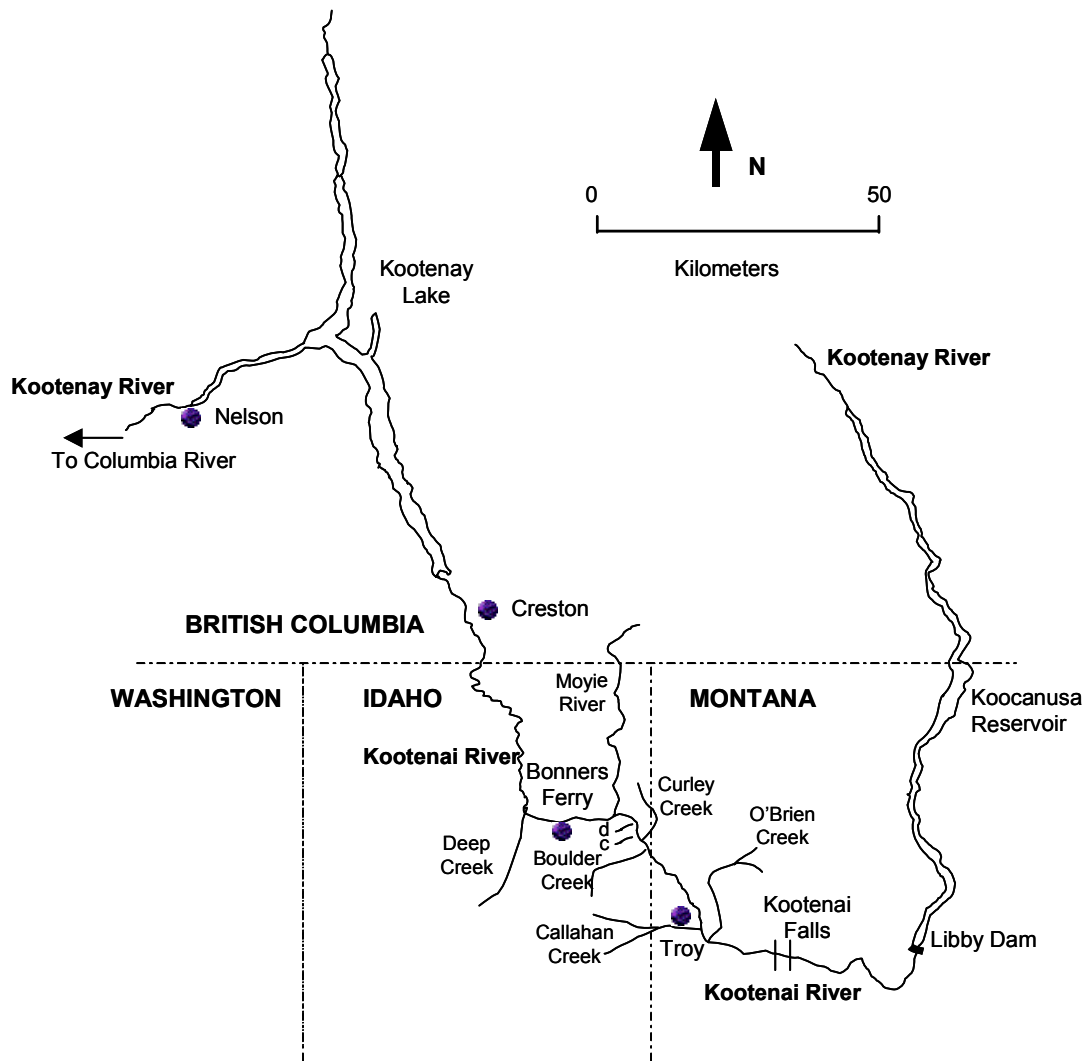 N
0
50
Kilometers
Kootenay
Lake
Kootenay River
Kootenay River
Nelson
To Columbia River
Creston
BRITISH COLUMBIA
WASHINGTON
IDAHO
Moyie
River
MONTANA
Koocanusa
Reservoir
Kootenai River
Bonners
Ferry
Curley
Creek
O'Brien
Creek
d
c
Deep
Creek
Boulder
Creek
Kootenai
Falls
Callahan
Creek
Troy
Libby Dam
Kootenai River